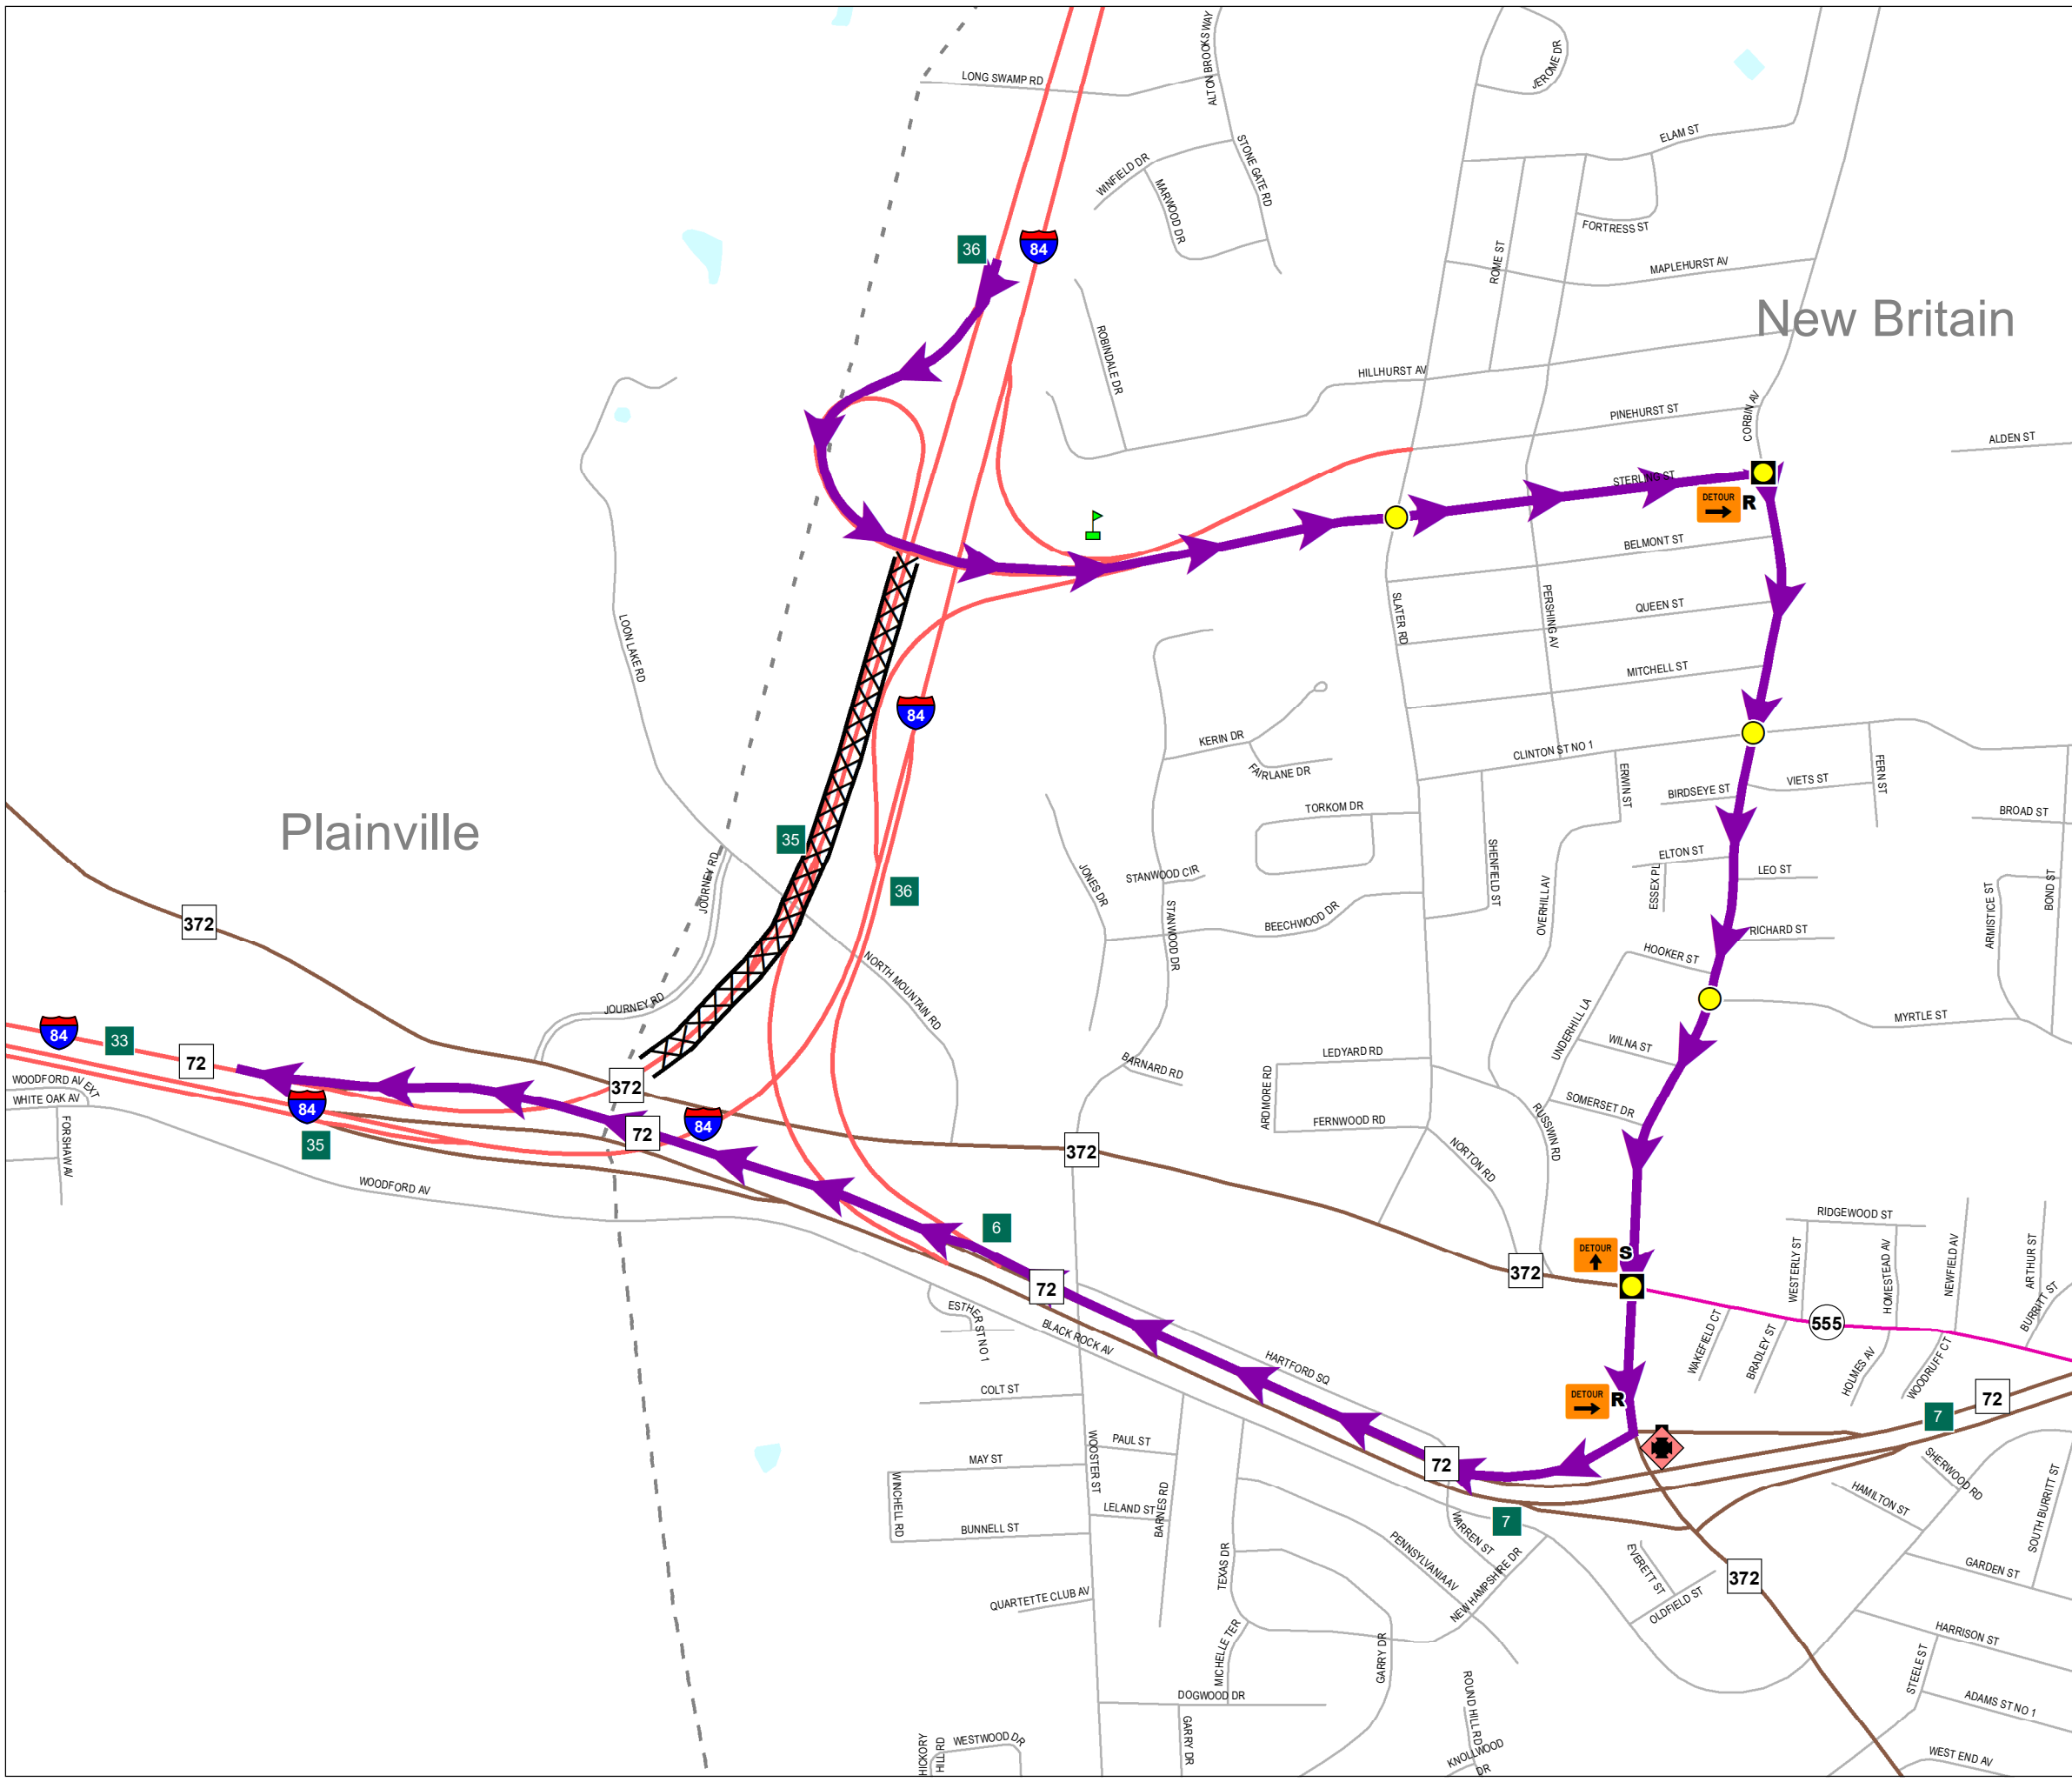 LONG SWAMP RD
ALTON BROOKS WAY
JEROME DR
ELAM ST
STONE GATE RD
WINFIELD DR
MARWOOD DR
FORTRESS ST
36
84
ROME ST
MAPLEHURST AV
New Britain
ROBINDALE DR
HILLHURST AV
PINEHURST ST
CORBIN AV
ALDEN ST
STERLING ST
DETOUR
R
BELMONT ST
SLATER RD
PERSHING AV
QUEEN ST
LOON LAKE RD
MITCHELL ST
84
KERIN DR
CLINTON ST NO 1
FAIRLANE DR
ERWIN ST
BIRDSEYE ST
VIETS ST
FERN ST
TORKOM DR
BROAD ST
Plainville
35
JOURNEY RD
36
JONES DR
STANWOOD CIR
SHENFIELD ST
ELTON ST
ESSEX PL
LEO ST
BOND ST
OVERHILL AV
ARMISTICE ST
372
STANWOOD DR
BEECHWOOD DR
RICHARD ST
HOOKER ST
NORTH MOUNTAIN RD
JOURNEY RD
UNDERHILL LA
MYRTLE ST
84
33
72
WILNA ST
LEDYARD RD
BARNARD RD
ARDMORE RD
WOODFORD AV EXT
WHITE OAK AV
372
SOMERSET DR
FERNWOOD RD
RUSSWIN RD
84
72
84
FORSHAW AV
35
372
NORTON RD
WOODFORD AV
RIDGEWOOD ST
6
DETOUR
S
WESTERLY ST
HOMESTEAD AV
NEWFIELD AV
ARTHUR ST
BURRITT ST
372
72
555
ESTHER ST NO 1
BLACK ROCK AV
HARTFORD SQ
WAKEFIELD CT
BRADLEY ST
HOLMES AV
WOODRUFF CT
COLT ST
DETOUR
R
72
7
PAUL ST
WOOSTER ST
MAY ST
72
SHERWOOD RD
WINCHELL RD
BARNES RD
LELAND ST
HAMILTON ST
SOUTH BURRITT ST
BUNNELL ST
7
WARREN ST
PENNSYLVANIA AV
NEW HAMPSHIRE DR
EVERETT ST
OLDFIELD ST
372
GARDEN ST
TEXAS DR
QUARTETTE CLUB AV
HARRISON ST
MICHELLE TER
GARRY DR
STEELE ST
DOGWOOD DR
ROUND HILL RD
ADAMS ST NO 1
GARRY DR
HICKORY
HILL RD
WESTWOOD DR
KNOLLWOOD
DR
WEST END AV